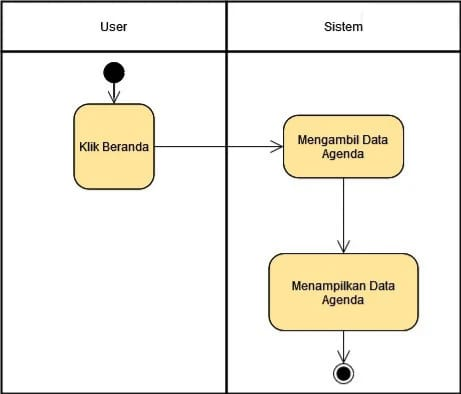 User
Sistem
Klik Beranda
Mengambil Data
Agenda
Menampilkan Data
Agenda